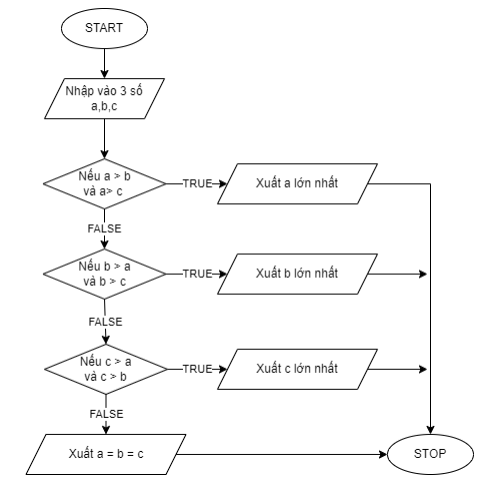 START
Nhập vào 3 số
a,b,c
Nếu a > b
và a> c
TRUE
Xuất a lớn nhất
FALSE
Nếu b > a
và b > c
TRUE
Xuất b lớn nhất
FALSE
Nếu c > a
và c > b
TRUE
Xuất c lớn nhất
FALSE
Xuất a = b = c
STOP